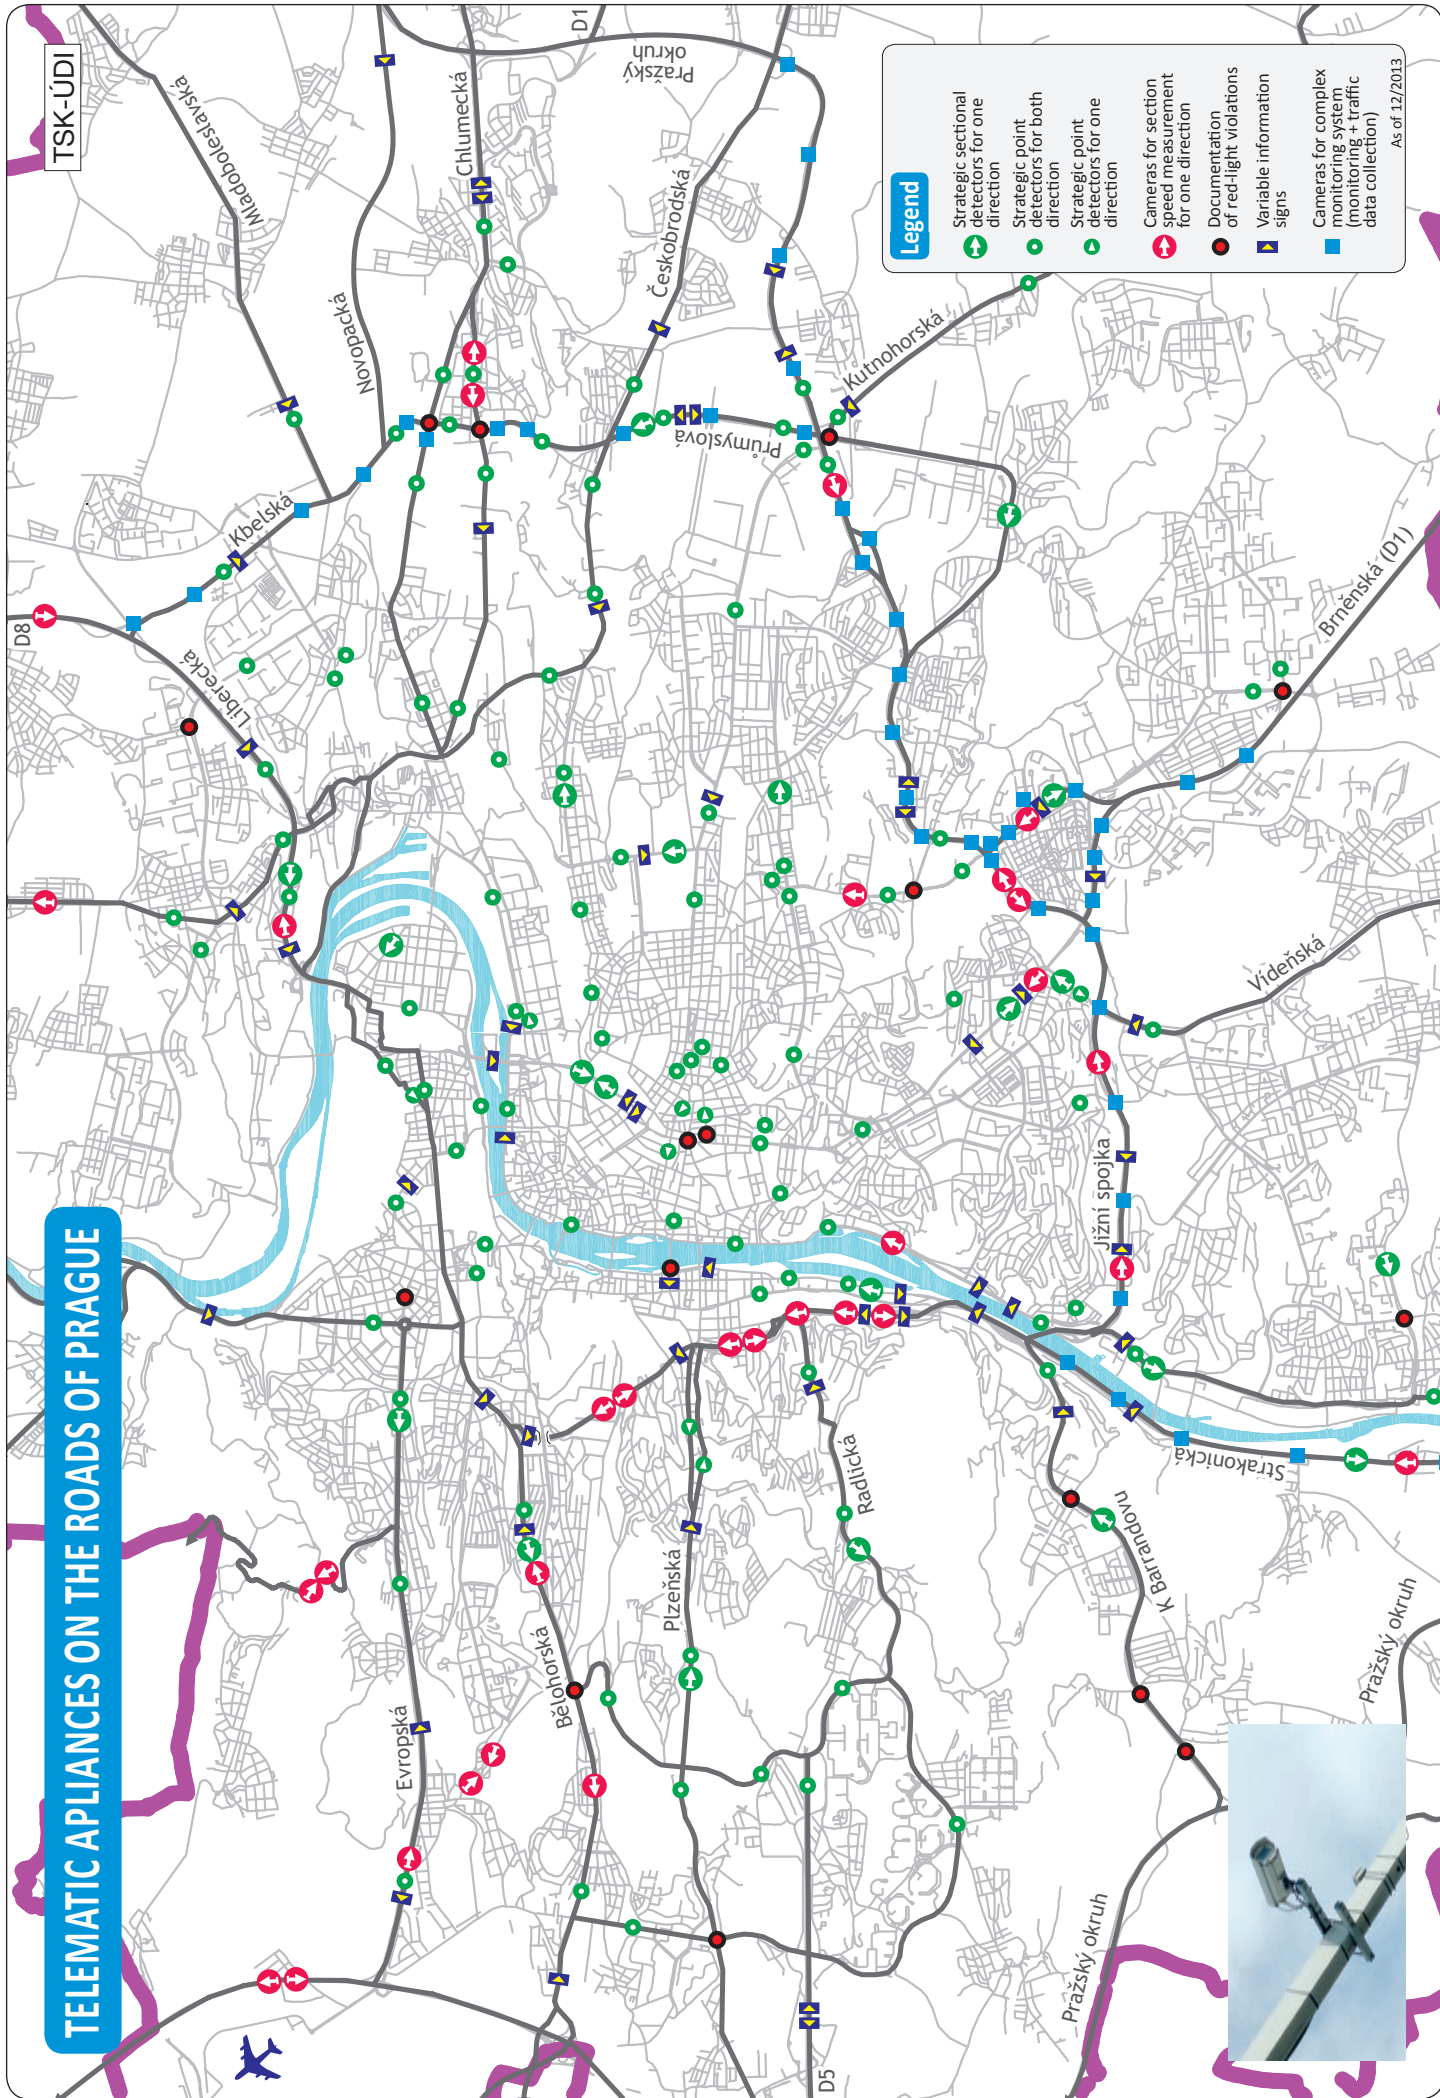 TELEMATIC APLIANCES ON THE ROADS OF PRAGUE
TSK-ÚDI
D8
Mladoboleslavská
Liberecká
Kbelská
Novopacká
Chlumecká
D1
Pražský
okruh
Evropská
Bělohorská
Českobrodská
Průmyslová
Plzeňská
Radlická
Kutnohorská
D5
K Barrandovu
Strakonická
Jižní spojka
Vídeňská
Brněnská (D1)
Pražský okruh
Pražský okruh
Legend
Strategic sectional
detectors for one
direction
Strategic point
detectors for both
direction
Strategic point
detectors for one
direction
Cameras for section
speed measurement
for one direction
Documentation
of red-light violations
Variable information
signs
Cameras for complex
monitoring system
(monitoring + traffic
data collection)
As of 12/2013